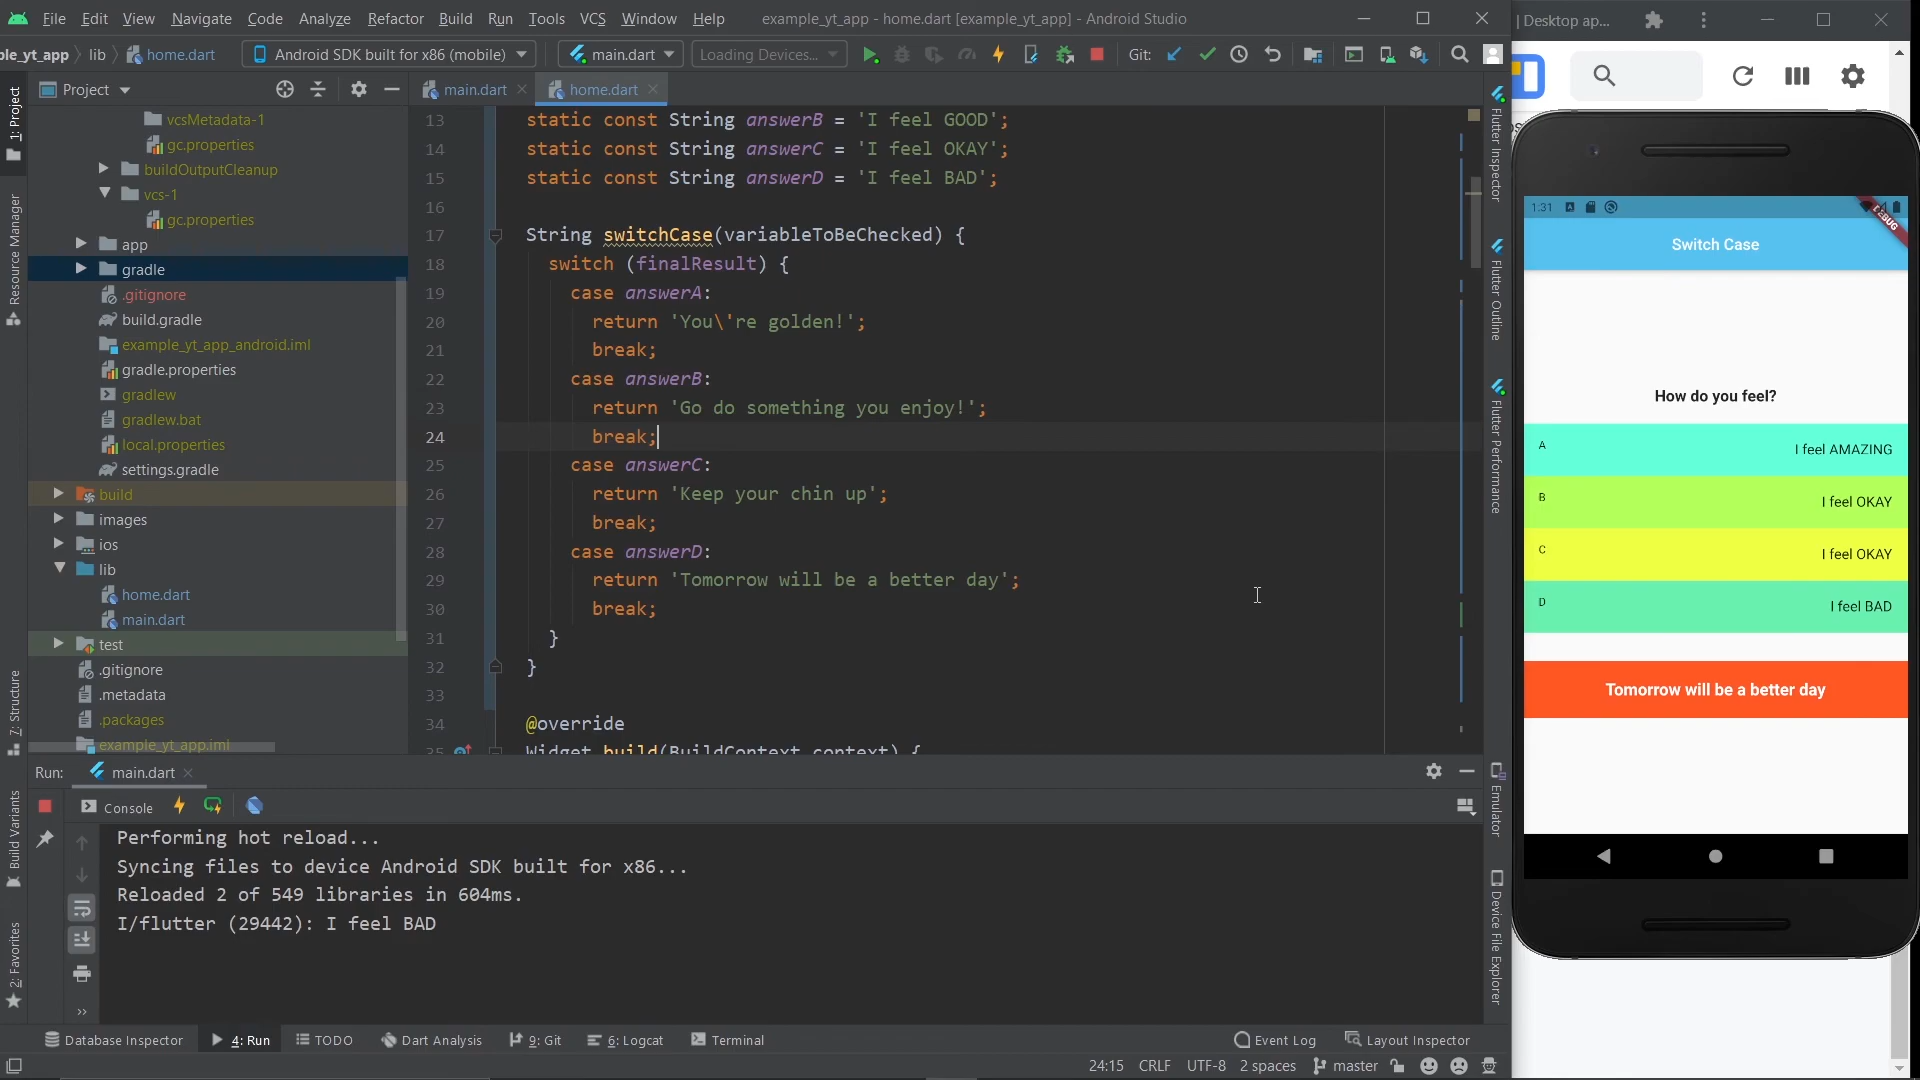 File Edit View Navigate Code Analyze Refactor Build Run Tools VCS Window Help
example_yt_app - home.dart [example_yt_app] - Android Studio
| Desktop ap...
ple_yt_app lib home.dart
Android SDK built for x86 (mobile)
main.dart
Loading Devices...
Git:
Project
main.dart
home.dart
vcsMetadata-1
gc.properties
buildOutputCleanup
vcs-1
gc.properties
app
gradle
.gitignore
build.gradle
example_yt_app_android.iml
gradle.properties
gradlew
gradlew.bat
local.properties
settings.gradle
build
images
ios
lib
home.dart
main.dart
test
.gitignore
.metadata
.packages
example_yt_app.iml
1: Project
Resource Manager
7: Structure
Build Variants
2: Favorites
13 static const String answerB = 'I feel GOOD';
14 static const String answerC = 'I feel OKAY';
15 static const String answerD = 'I feel BAD';
16
17 String switchCase(variableToBeChecked) {
18 switch (finalResult) {
19 case answerA:
20 return 'You\'re golden!';
21 break;
22 case answerB:
23 return 'Go do something you enjoy!';
24 break;
25 case answerC:
26 return 'Keep your chin up';
27 break;
28 case answerD:
29 return 'Tomorrow will be a better day';
30 break;
31 }
32 }
33
34 @override
35 Widget build(BuildContext context) {
Flutter Inspector
Flutter Outline
Flutter Performance
Emulator
Device File Explorer
1:31
DEBUG
Switch Case
How do you feel?
A I feel AMAZING
B I feel OKAY
C I feel OKAY
D I feel BAD
Tomorrow will be a better day
Run: main.dart
Console
Performing hot reload...
Syncing files to device Android SDK built for x86...
Reloaded 2 of 549 libraries in 604ms.
I/flutter (29442): I feel BAD
Database Inspector 4: Run TODO Dart Analysis 9: Git 6: Logcat Terminal Event Log Layout Inspector
24:15 CRLF UTF-8 2 spaces master